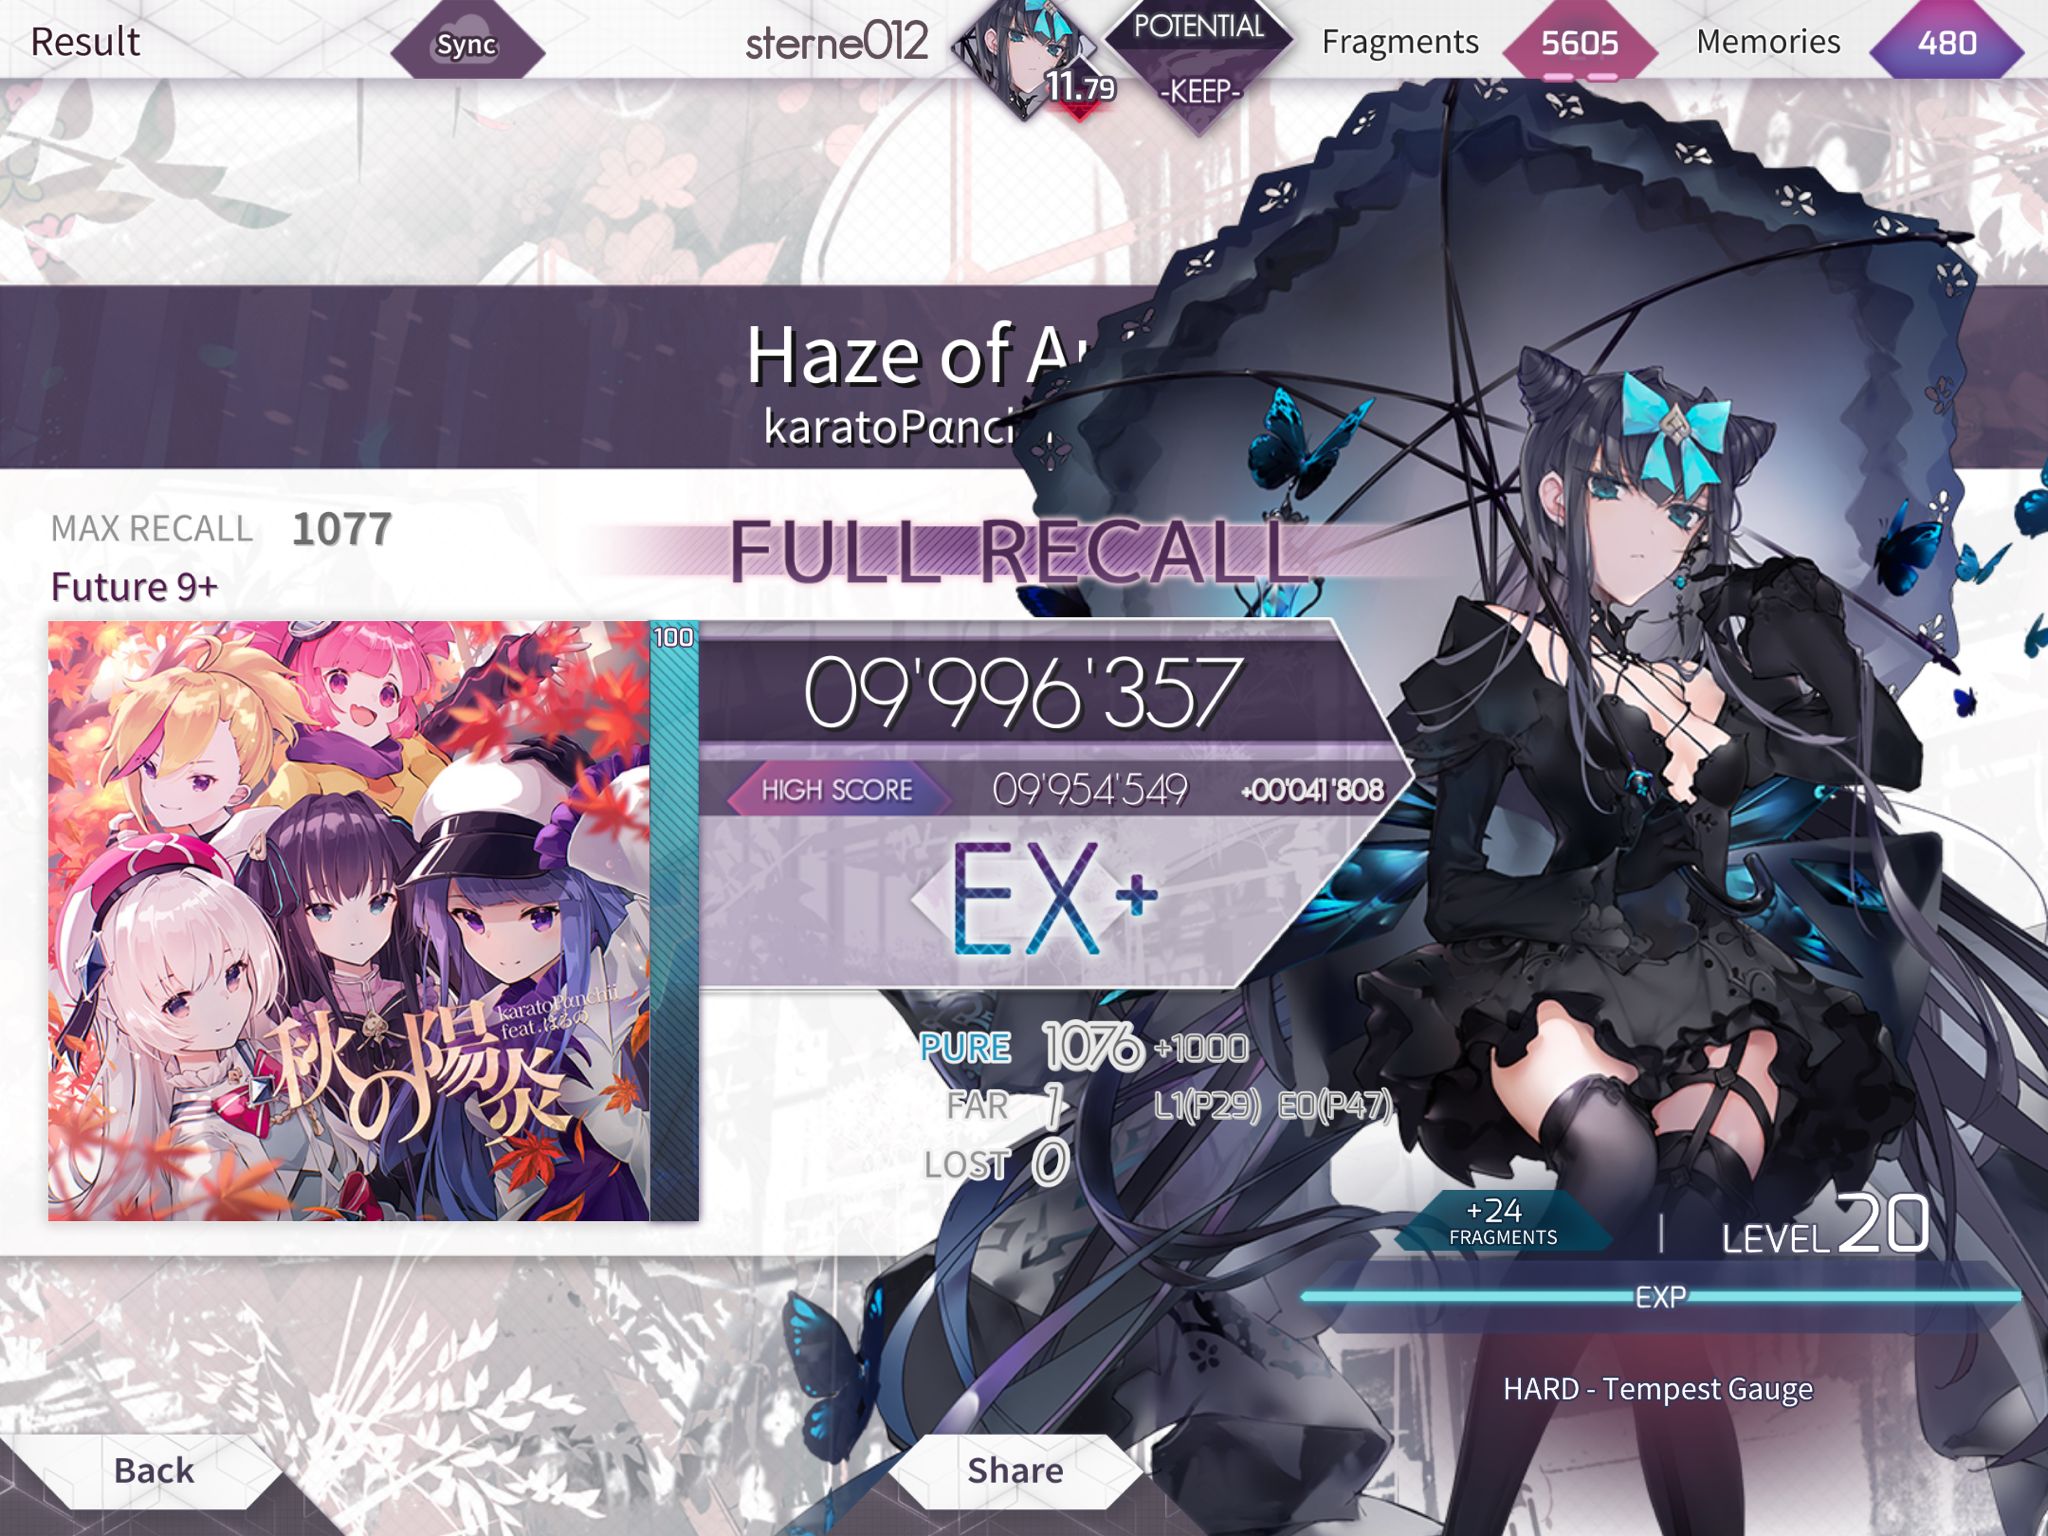 Result
Sync
sterne012
11.79
POTENTIAL
-KEEP-
Fragments
5605
Memories
480
Haze of
karatoPαnc
MAX RECALL 1077
FULL RECALL
Future 9+
100
09'996'357
HIGH SCORE 09'954'549 +00'041'808
EX+
karatoPαnchii
feat.はるの
秋の陽炎
PURE 1076 +1000
FAR 1 L1(P29) E0(P47)
LOST 0
+24
FRAGMENTS
LEVEL 20
EXP
HARD - Tempest Gauge
Back
Share